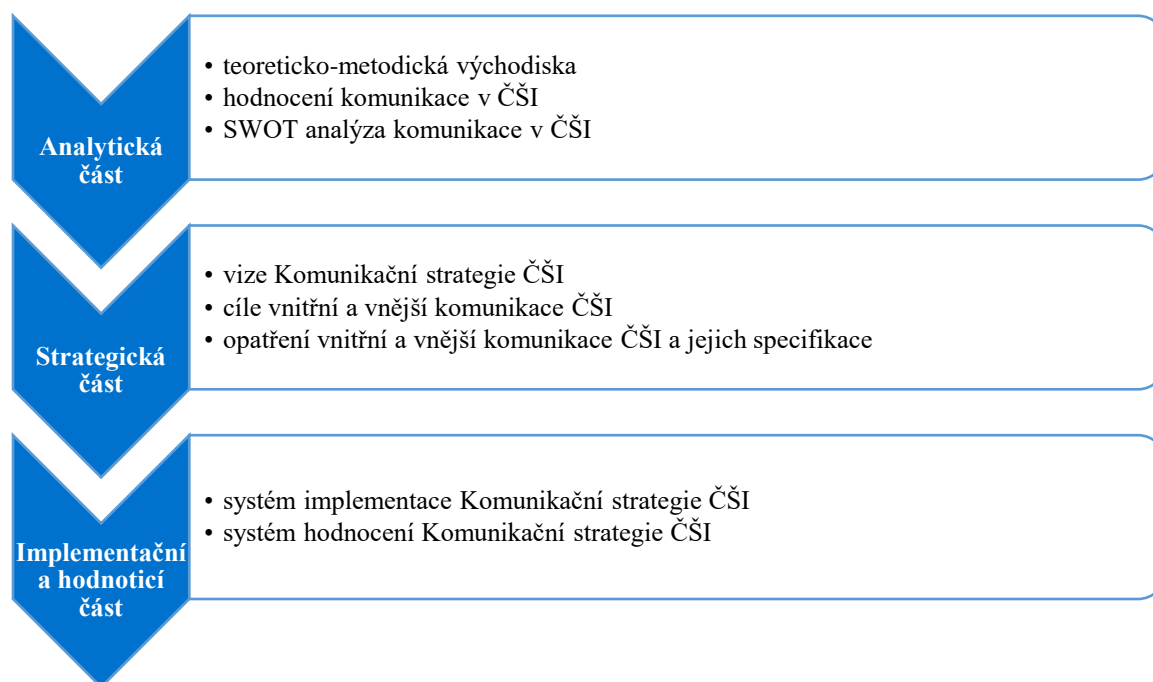 Analytická
část
• teoreticko-metodická východiska
• hodnocení komunikace v ČŠI
• SWOT analýza komunikace v ČŠI
Strategická
část
• vize Komunikační strategie ČŠI
• cíle vnitřní a vnější komunikace ČŠI
• opatření vnitřní a vnější komunikace ČŠI a jejich specifikace
Implementační
a hodnoticí
část
• systém implementace Komunikační strategie ČŠI
• systém hodnocení Komunikační strategie ČŠI